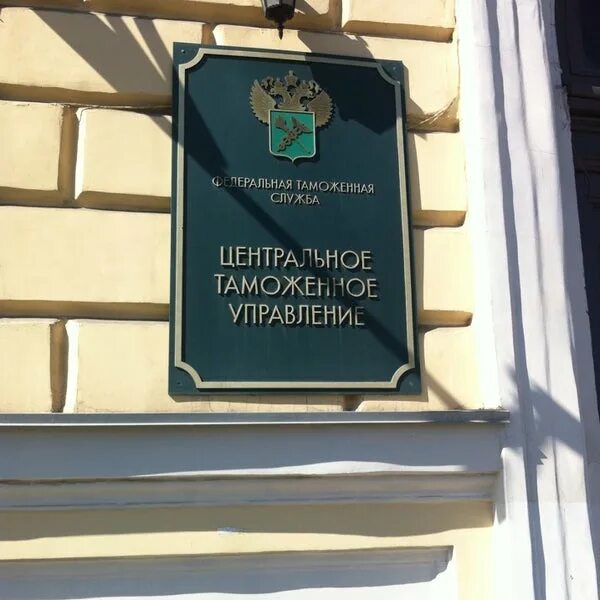 ФЕДЕРАЛЬНАЯ ТАМОЖЕННАЯ
СЛУЖБА
ЦЕНТРАЛЬНОЕ
ТАМОЖЕННОЕ
УПРАВЛЕНИЕ